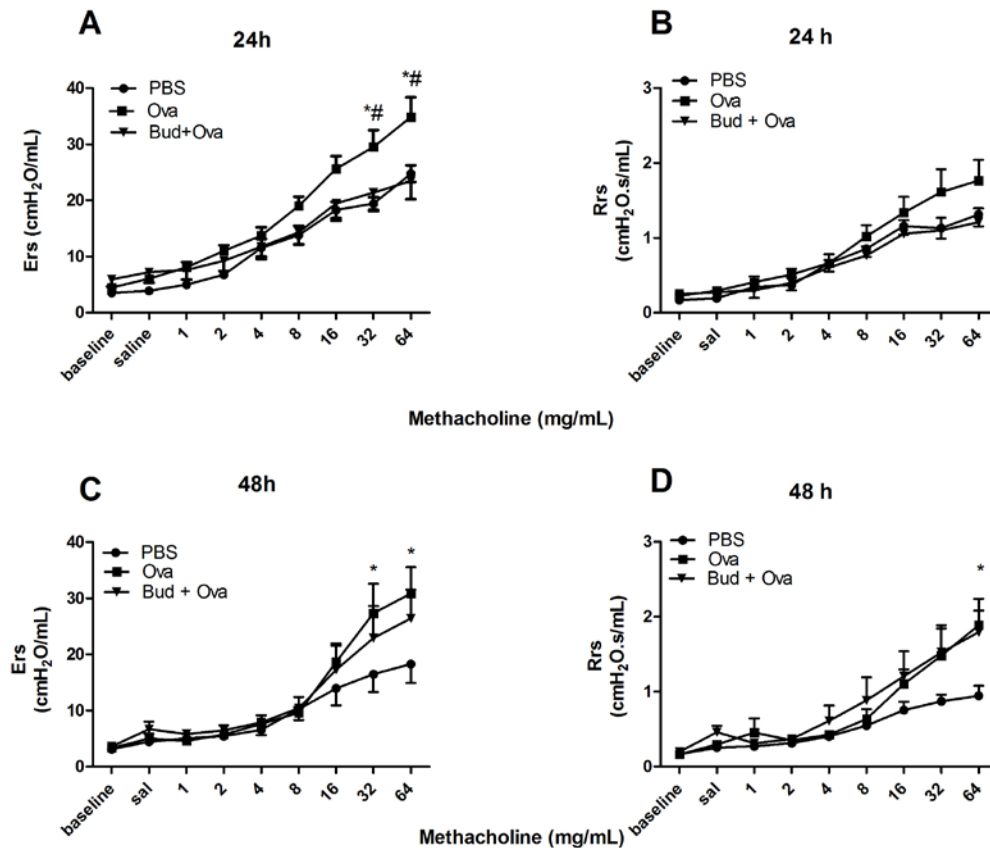 A
24h
PBS
Ova
Bud+Ova
*#
*#
Ers (cmH₂O/mL)
40
30
20
10
0
baseline
saline
1
2
4
8
16
32
64
B
24 h
PBS
Ova
Bud + Ova
Rrs
(cmH₂O.s/mL)
3
2
1
0
baseline
sal
1
2
4
8
16
32
64
Methacholine (mg/mL)
C
48h
PBS
Ova
Bud + Ova
*
*
Ers
(cmH₂O/mL)
40
30
20
10
0
baseline
sal
1
2
4
8
16
32
64
D
48 h
PBS
Ova
Bud + Ova
*
Rrs
(cmH₂O.s/mL)
3
2
1
0
baseline
sal
1
2
4
8
16
32
64
Methacholine (mg/mL)